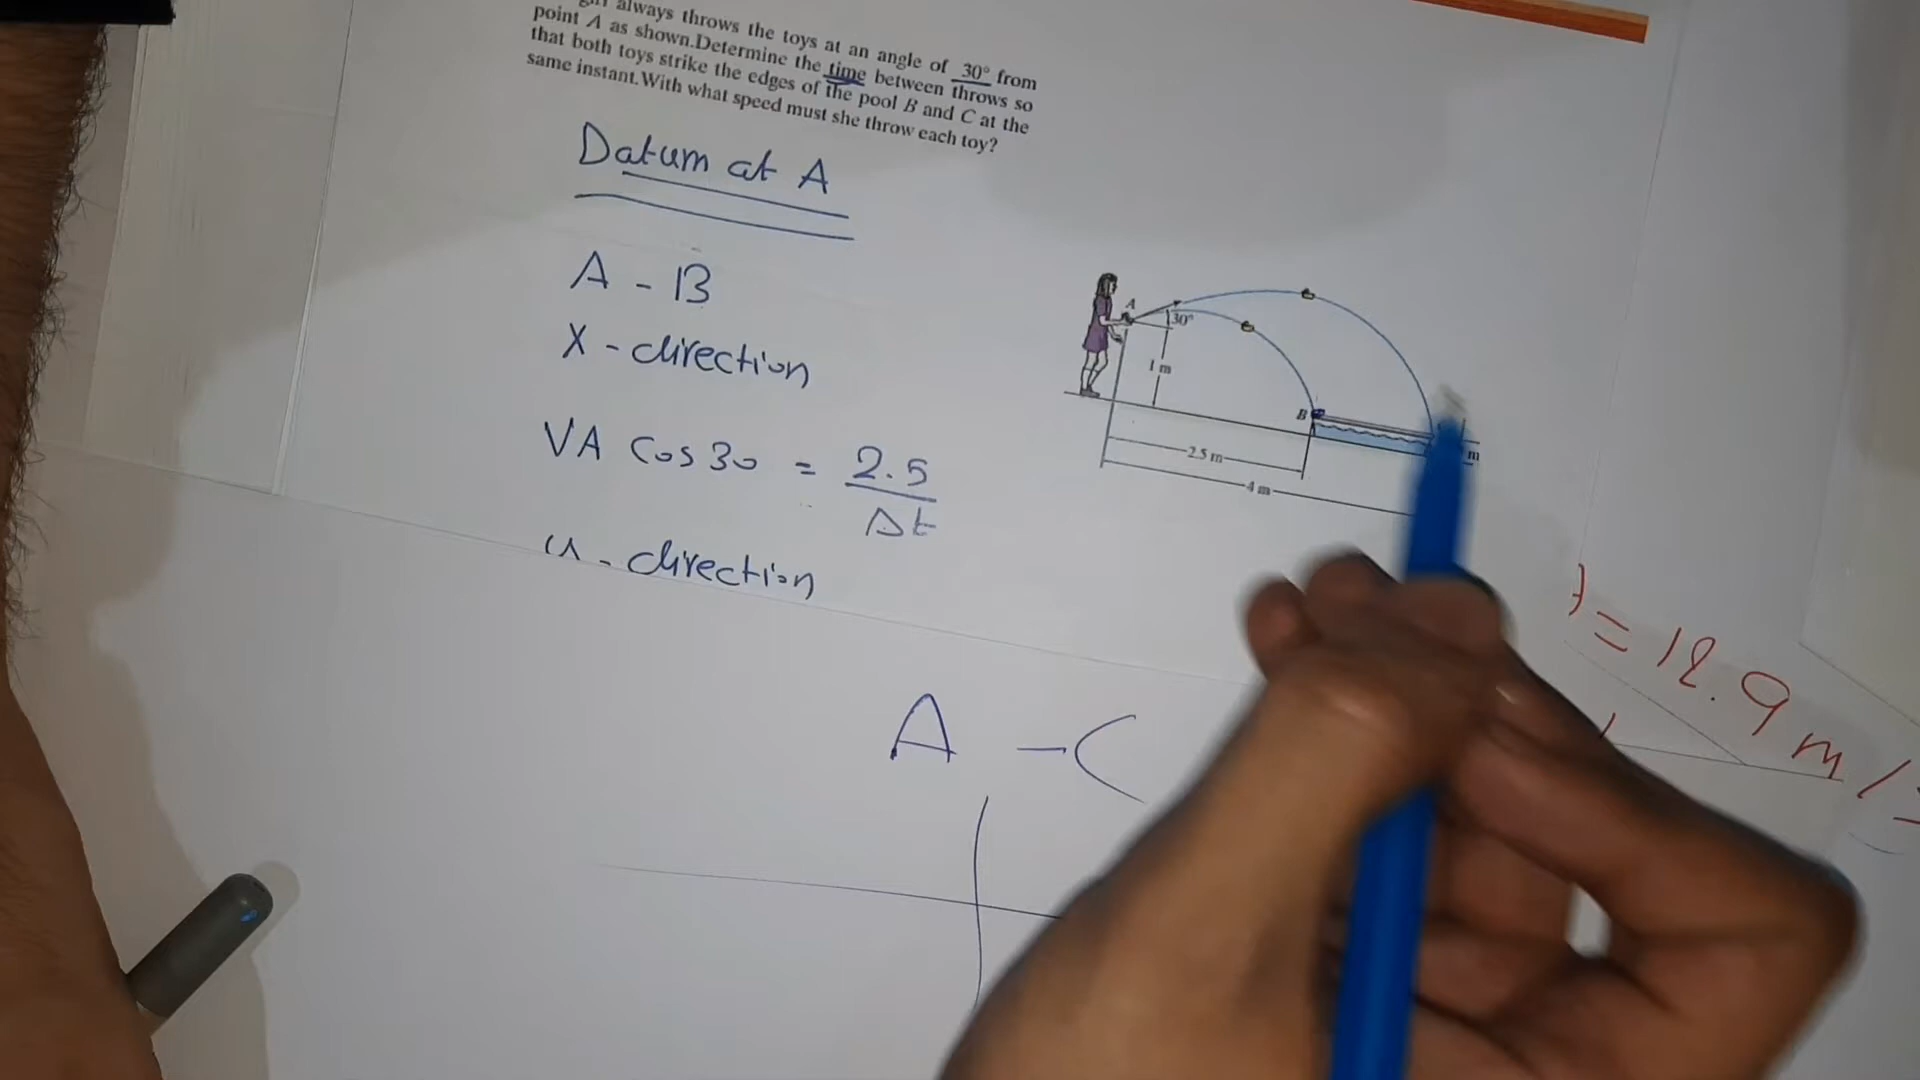 always throws the toys at an angle of 30° from
point A as shown.Determine the time between throws so
that both toys strike the edges of the pool B and C at the
same instant.With what speed must she throw each toy?
Datum at A
A - B
X - direction
VA Cos 30 = 2.5
Δt
y - direction
A
30°
1 m
B
2.5 m
4 m
m
A - C
= 12.9 m/s